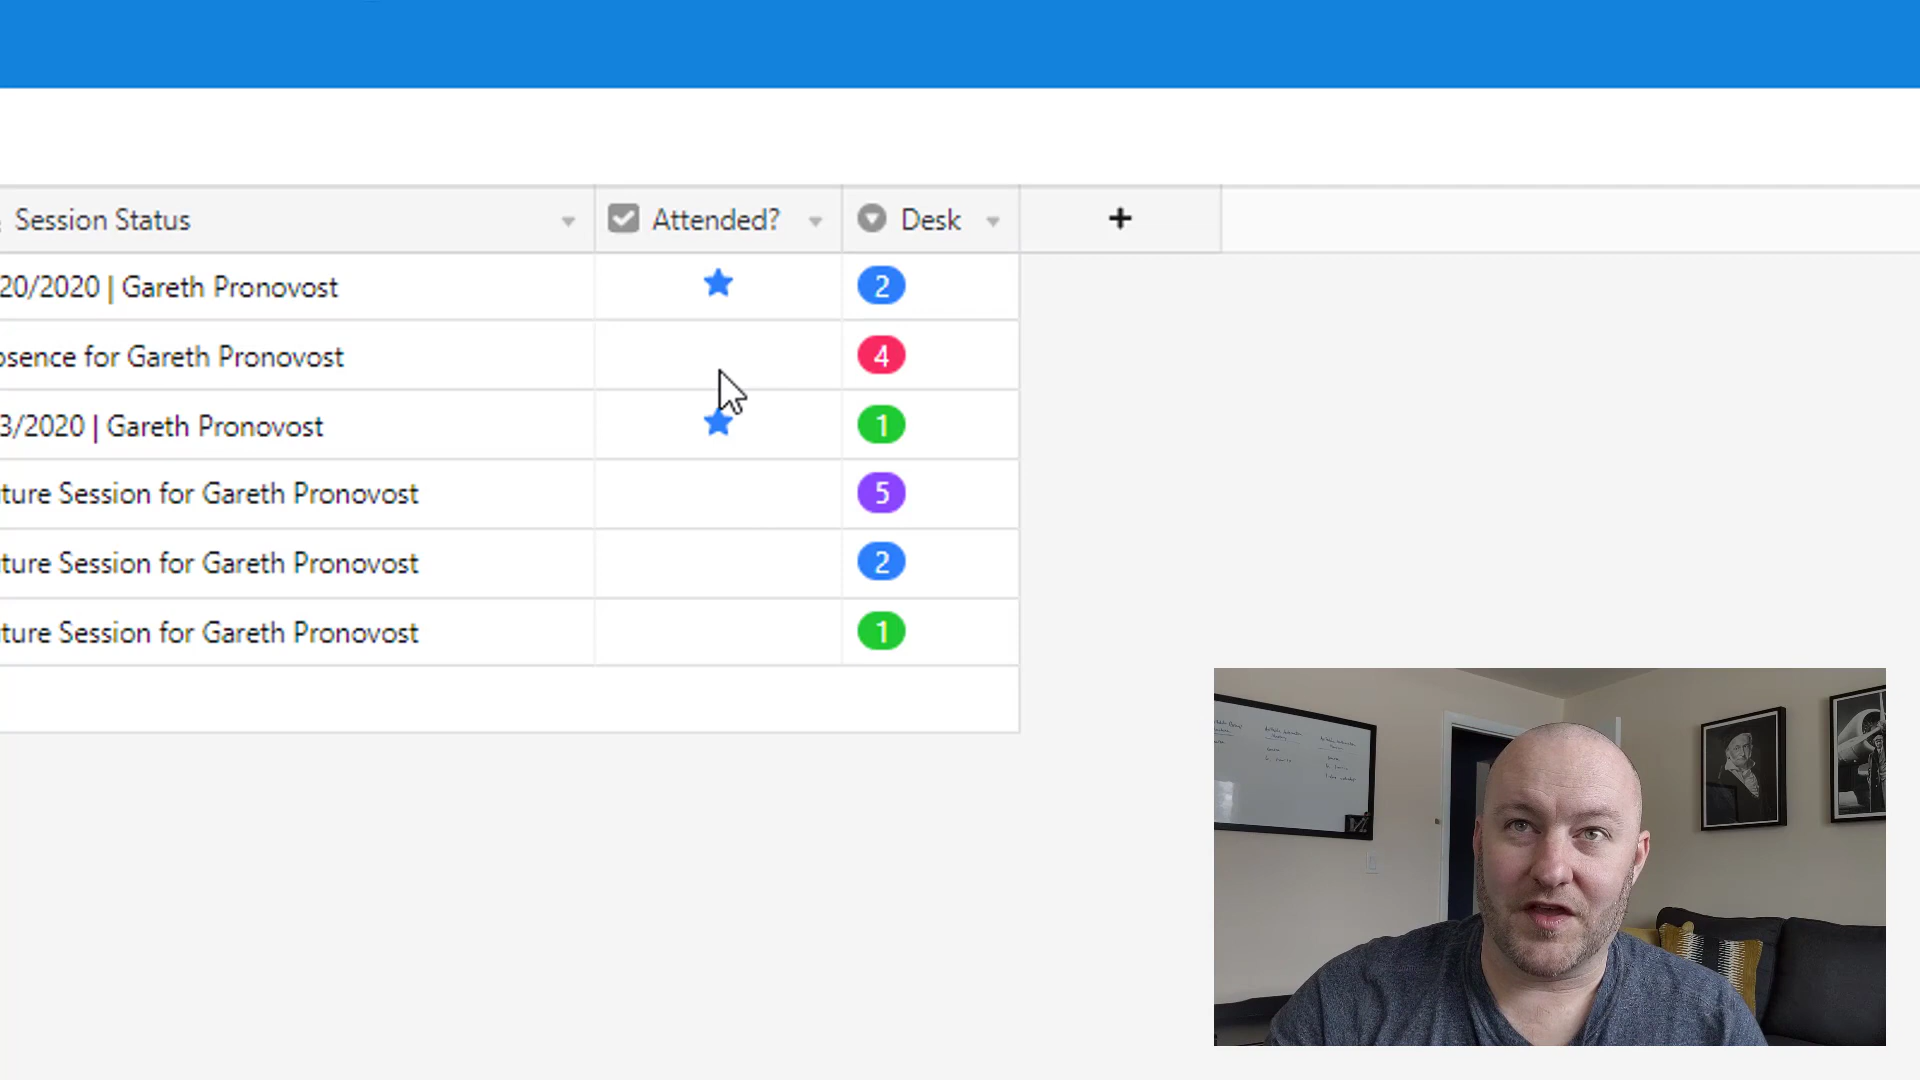 Session Status Attended? Desk +
20/2020 | Gareth Pronovost 2
sence for Gareth Pronovost 4
3/2020 | Gareth Pronovost 1
ture Session for Gareth Pronovost 5
ture Session for Gareth Pronovost 2
ture Session for Gareth Pronovost 1